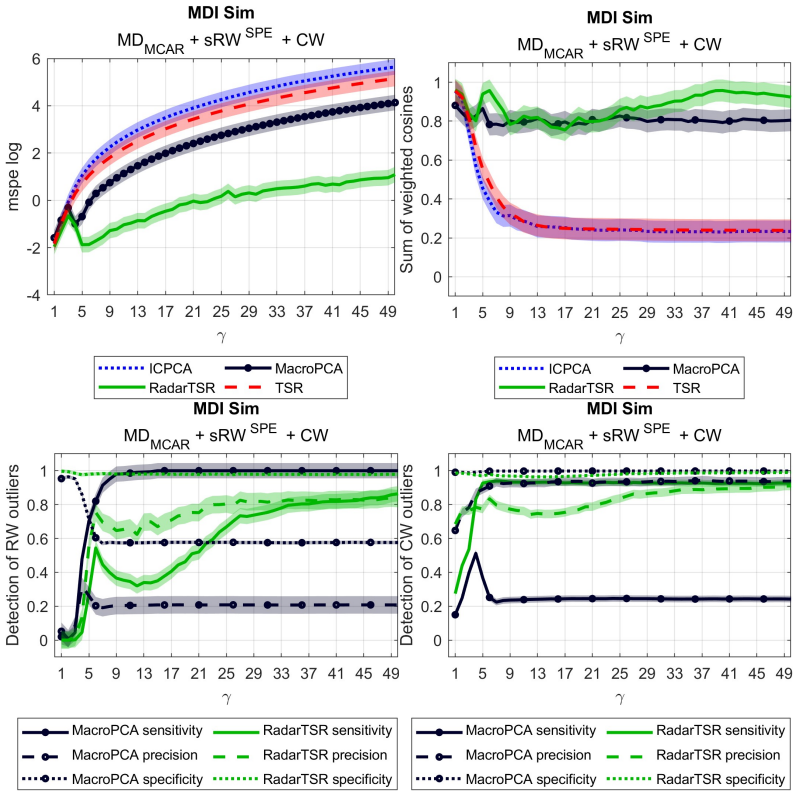 MDI Sim
MD_MCAR + sRW^SPE + CW
mspe log
6
4
2
0
-2
-4
1 5 9 13 17 21 25 29 33 37 41 45 49
γ
ICPCA MacroPCA
RadarTSR TSR
MDI Sim
MD_MCAR + sRW^SPE + CW
Sum of weighted cosines
1
0.8
0.6
0.4
0.2
0
1 5 9 13 17 21 25 29 33 37 41 45 49
γ
ICPCA MacroPCA
RadarTSR TSR
MDI Sim
MD_MCAR + sRW^SPE + CW
Detection of RW outliers
1
0.8
0.6
0.4
0.2
0
1 5 9 13 17 21 25 29 33 37 41 45 49
γ
MacroPCA sensitivity RadarTSR sensitivity
MacroPCA precision RadarTSR precision
MacroPCA specificity RadarTSR specificity
MDI Sim
MD_MCAR + sRW^SPE + CW
Detection of CW outliers
1
0.8
0.6
0.4
0.2
0
1 5 9 13 17 21 25 29 33 37 41 45 49
γ
MacroPCA sensitivity RadarTSR sensitivity
MacroPCA precision RadarTSR precision
MacroPCA specificity RadarTSR specificity